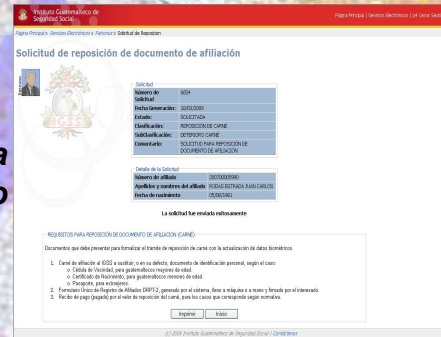 Instituto Guatemalteco de
Seguridad Social
Página Principal | Servicios Electrónicos |
Página Principal > Servicios Electrónicos > Patronos > Solicitud de Reposicion
Solicitud de reposición de documento de afiliación
IGSS
Solicitud
Número de Solicitud 6654
Fecha Generación:
Estado: SOLICITADA
Clasificación: REPOSICIÓN DE CARNÉ
SubClasificación: DETERIORO CARNÉ
Comentario: SOLICITUD PARA REPOSICIÓN DE
DOCUMENTO DE AFILIACIÓN
Detalle de la Solicitud
Número de afiliado
Apellidos y nombres del afiliado RODAS ESTRADA JUAN CARLOS
Fecha de nacimiento
La solicitud fue enviada exitosamente
a
o
REQUISITOS PARA REPOSICIÓN DE DOCUMENTO DE AFILIACION (CARNÉ)
Documentos que debe presentar para formalizar el trámite de reposición de carné con la actualización de datos biométricos.
1. Carné de afiliación al IGSS a sustituir, o en su defecto, documento de identificación personal, según el caso:
o Cédula de Vecindad, para guatemaltecos mayores de edad.
o Certificado de Nacimiento, para guatemaltecos menores de edad.
o Pasaporte, para extranjeros.
2. Formulario Único de Registro de Afiliados DRPT-2, generado por el sistema, lleno a máquina o a mano y firmado por el interesado.
3. Recibo de pago (pagado) por el valor de reposición del carné, para los casos que corresponde según normativa.
Imprimir Inicio
(c) 2006 Instituto Guatemalteco de Seguridad Social | Contáctenos